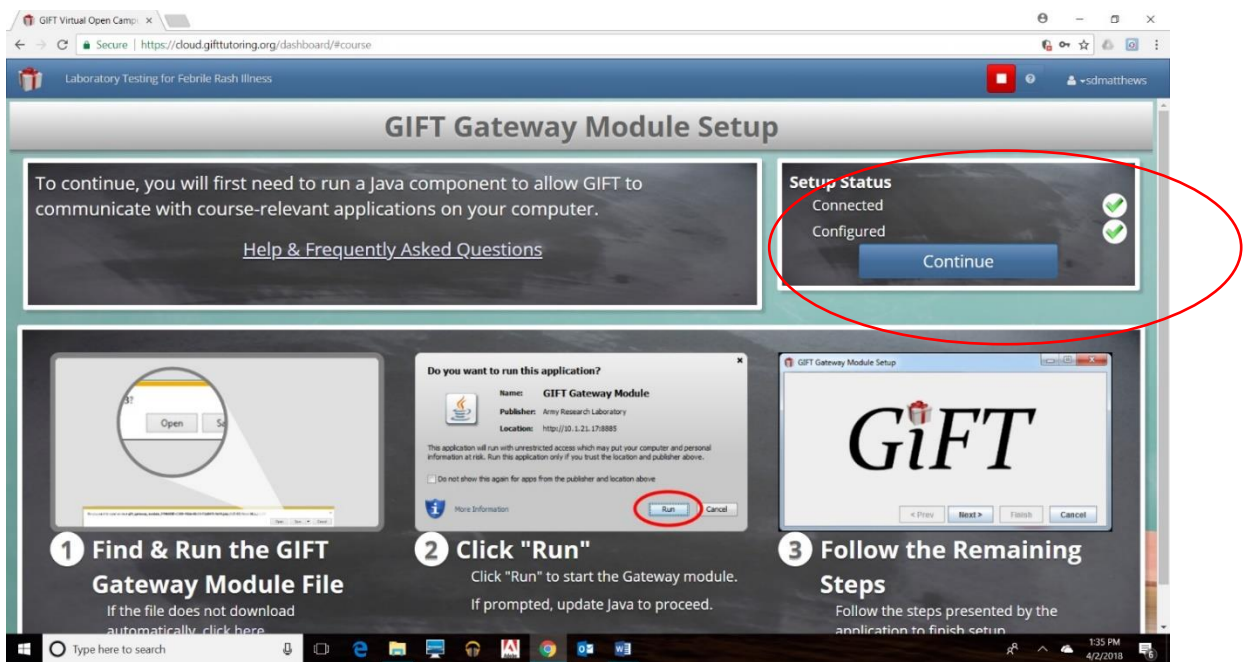 GIFT Virtual Open Camp
Secure | https://cloud.gifttutoring.org/dashboard/#course
Laboratory Testing for Febrile Rash Illness
sdmatthews
GIFT Gateway Module Setup
To continue, you will first need to run a Java component to allow GIFT to
communicate with course-relevant applications on your computer.
Help & Frequently Asked Questions
Setup Status
Connected
Configured
Continue
Open
1 Find & Run the GIFT
Gateway Module File
If the file does not download
automatically, click here
Do you want to run this application?
Name: GIFT Gateway Module
Publisher: Army Research Laboratory
Location: http://10.1.21.17:8885
This application will run with unrestricted access which may put your computer and personal
information at risk. Run this application only if you trust the location and publisher above.
Do not show this again for apps from the publisher and location above
More Information
Run
Cancel
2 Click "Run"
Click "Run" to start the Gateway module.
If prompted, update Java to proceed.
GIFT Gateway Module Setup
GiFT
< Prev
Next >
Finish
Cancel
3 Follow the Remaining
Steps
Follow the steps presented by the
application to finish setup
Type here to search
1:35 PM
4/2/2018